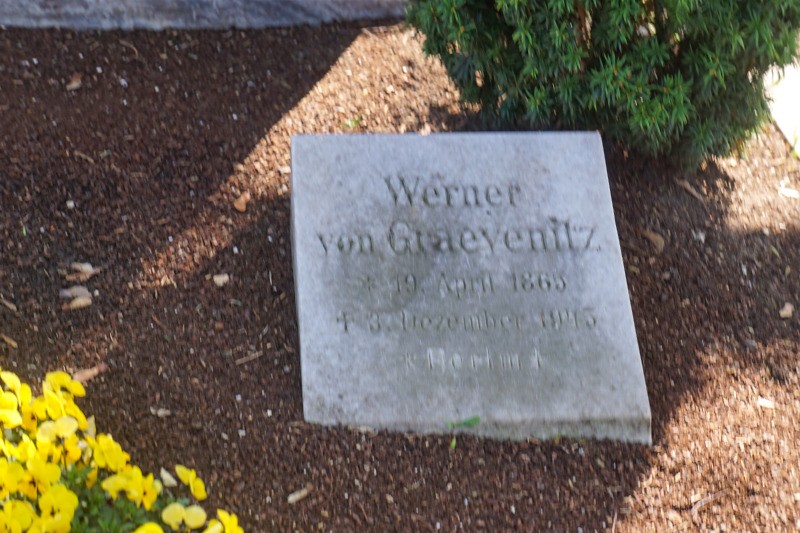 Werner
von Graevenitz
* 19. April 1865
† 3. Dezember 1945